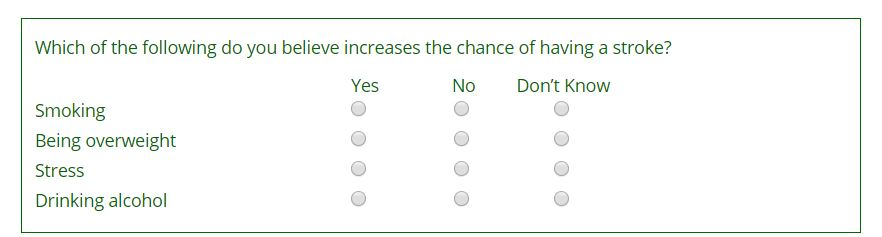 Which of the following do you believe increases the chance of having a stroke?
Yes No Don’t Know
Smoking
Being overweight
Stress
Drinking alcohol